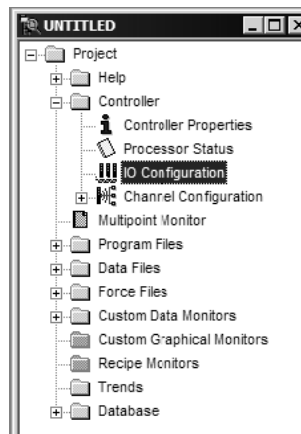 UNTITLED
Project
Help
Controller
Controller Properties
Processor Status
IO Configuration
Channel Configuration
Multipoint Monitor
Program Files
Data Files
Force Files
Custom Data Monitors
Custom Graphical Monitors
Recipe Monitors
Trends
Database